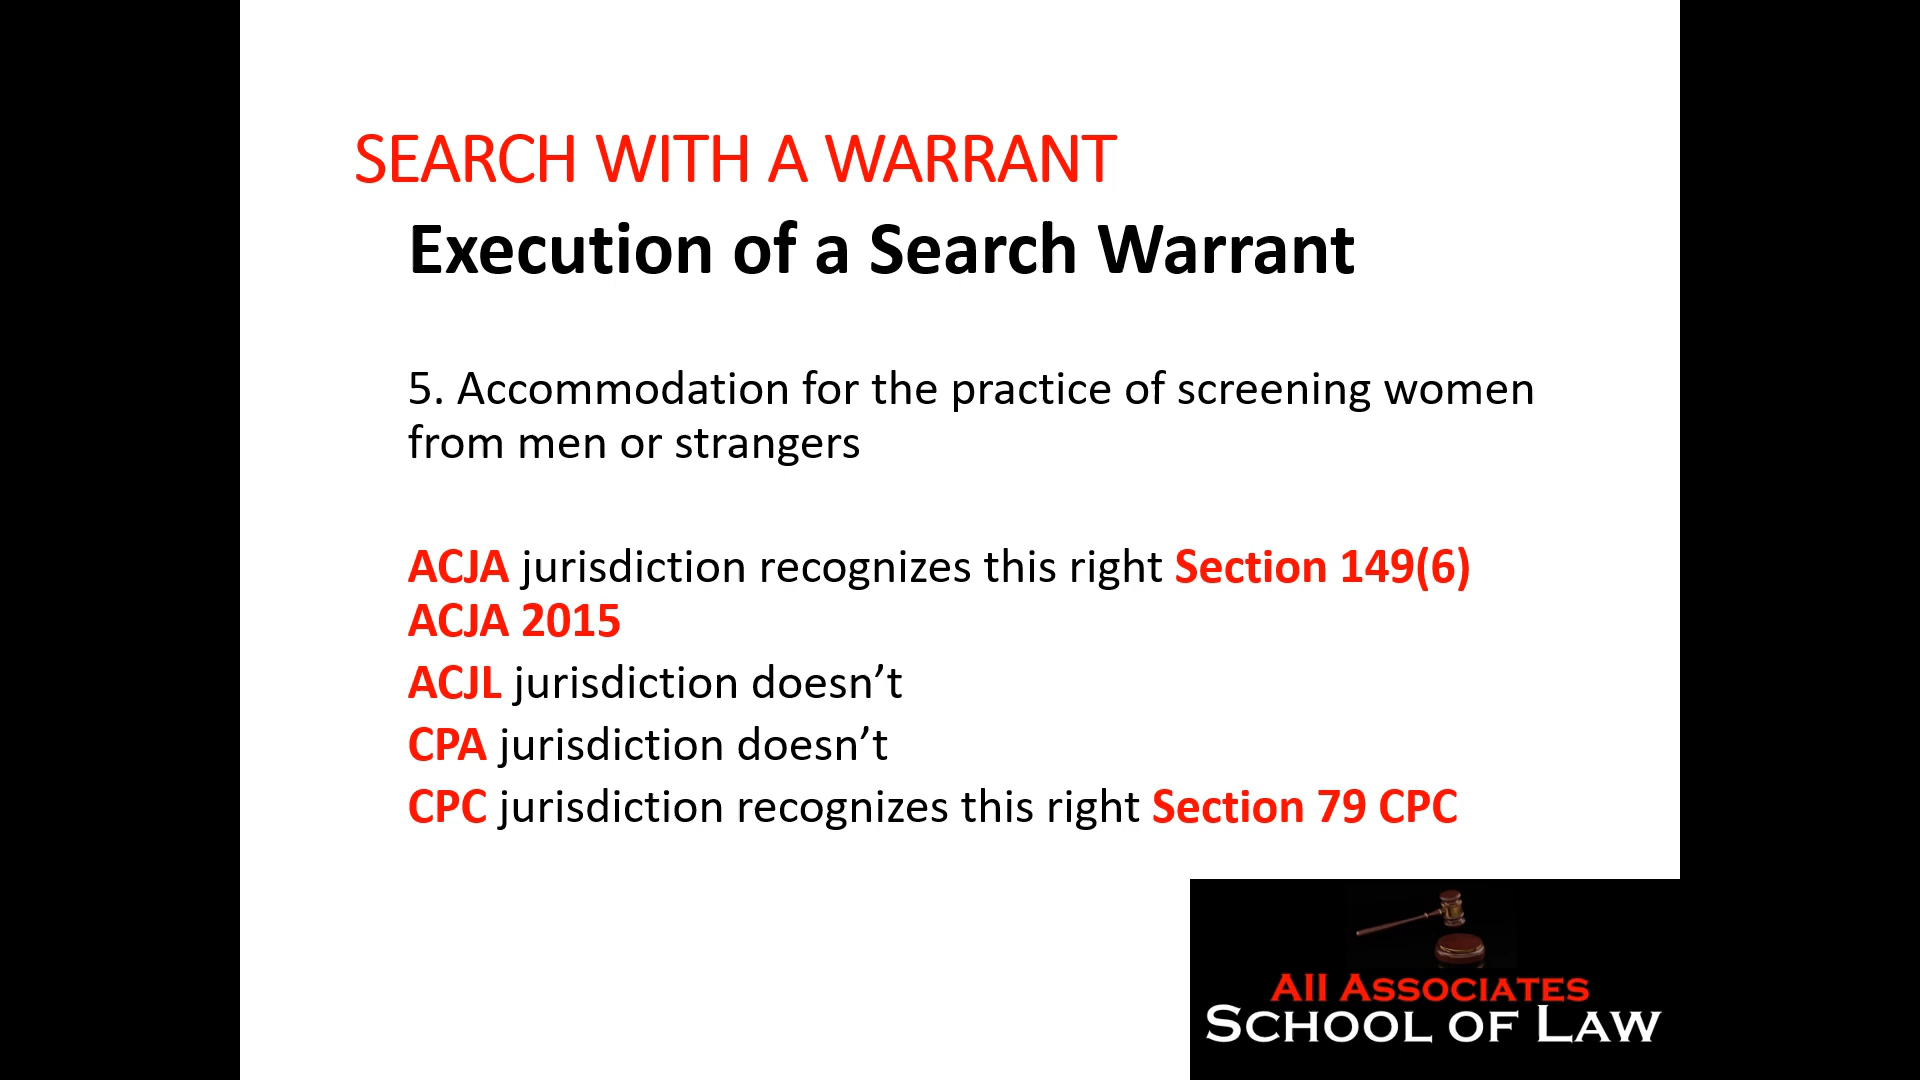 SEARCH WITH A WARRANT
Execution of a Search Warrant
5. Accommodation for the practice of screening women
from men or strangers
ACJA jurisdiction recognizes this right Section 149(6)
ACJA 2015
ACJL jurisdiction doesn’t
CPA jurisdiction doesn’t
CPC jurisdiction recognizes this right Section 79 CPC
All Associates
School of Law